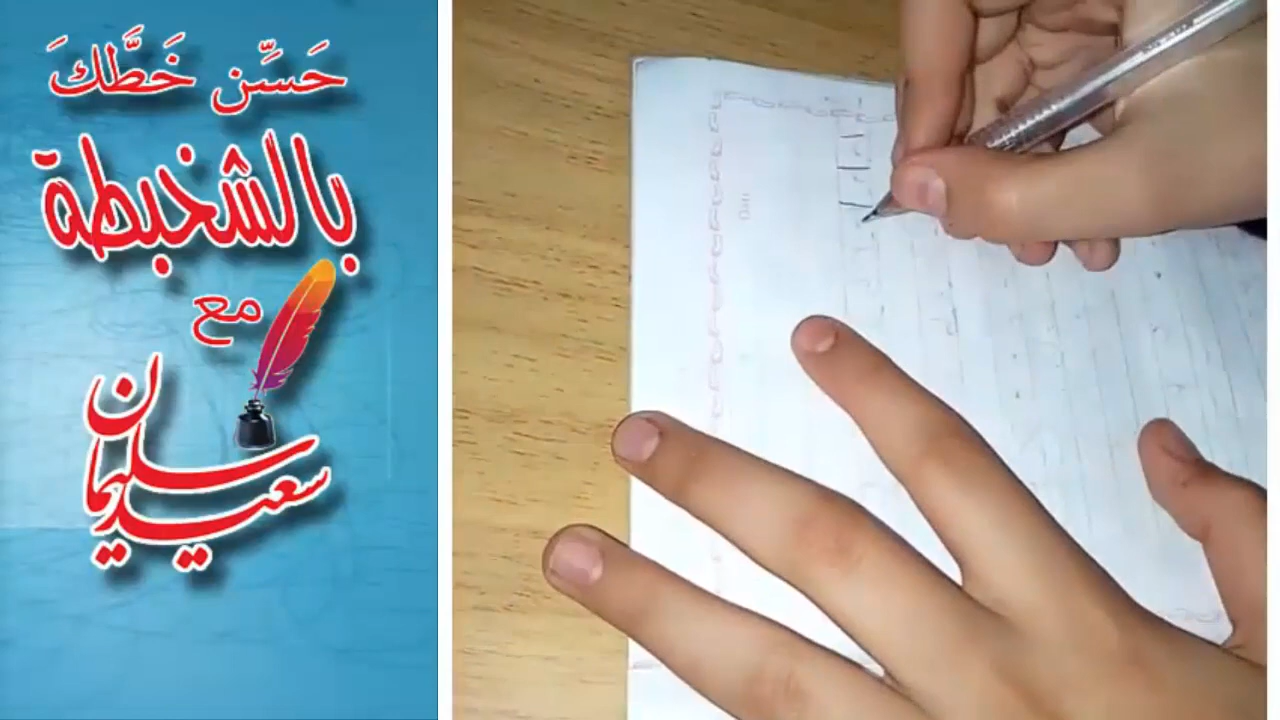 حَسِّن خَطَّكَ
بالشخبطة
مع
سعيد سليمان